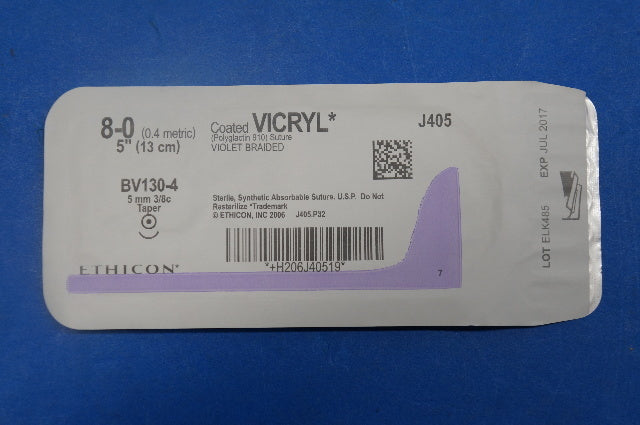 8-0 (0.4 metric)
5" (13 cm)
Coated VICRYL*
(Polyglactin 910) Suture
VIOLET BRAIDED
J405
BV130-4
5 mm 3/8c
Taper
Sterile, Synthetic Absorbable Suture. U.S.P. Do Not
Resterilize *Trademark
© ETHICON, INC 2006 J405.P32
*+H206J40519*
ETHICON*
7
LOT ELK485 EXP JUL 2017